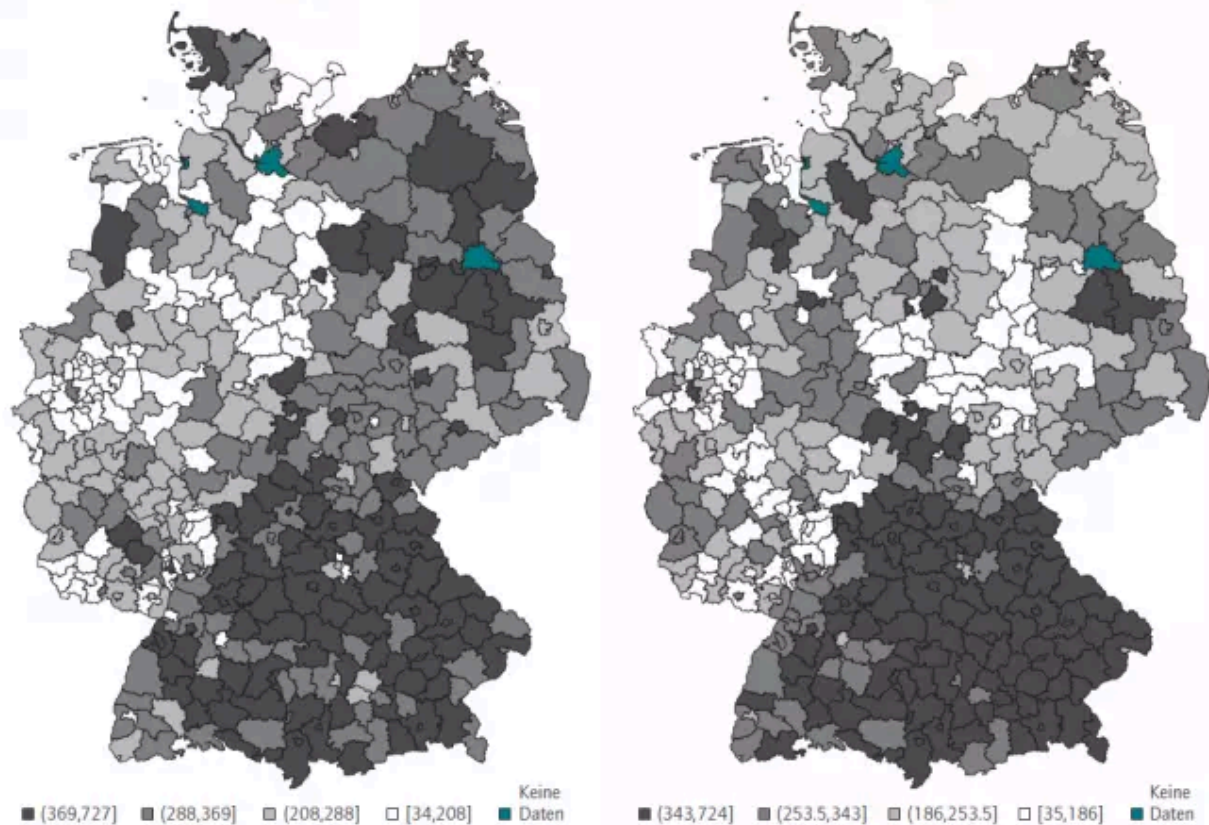 Keine
■ (369,727] ■ (288,369] ■ (208,288] □ [34,208] ■ Daten
Keine
■ (343,724] ■ (253.5,343] ■ (186,253.5] □ [35,186] ■ Daten